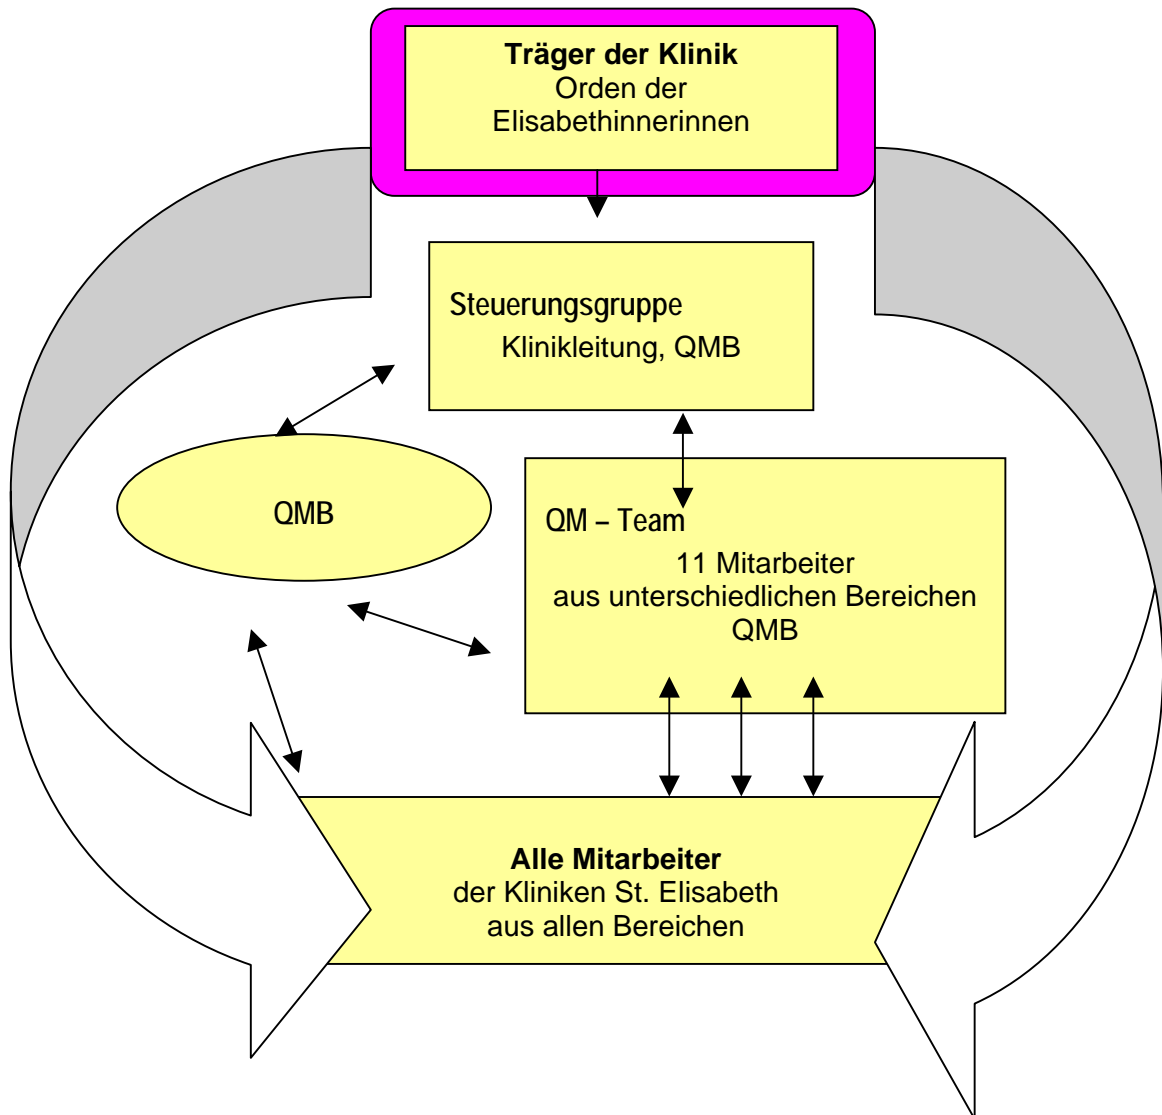 Träger der Klinik
Orden der
Elisabethinnerinnen
Steuerungsgruppe
Klinikleitung, QMB
QMB
QM – Team
11 Mitarbeiter
aus unterschiedlichen Bereichen
QMB
Alle Mitarbeiter
der Kliniken St. Elisabeth
aus allen Bereichen